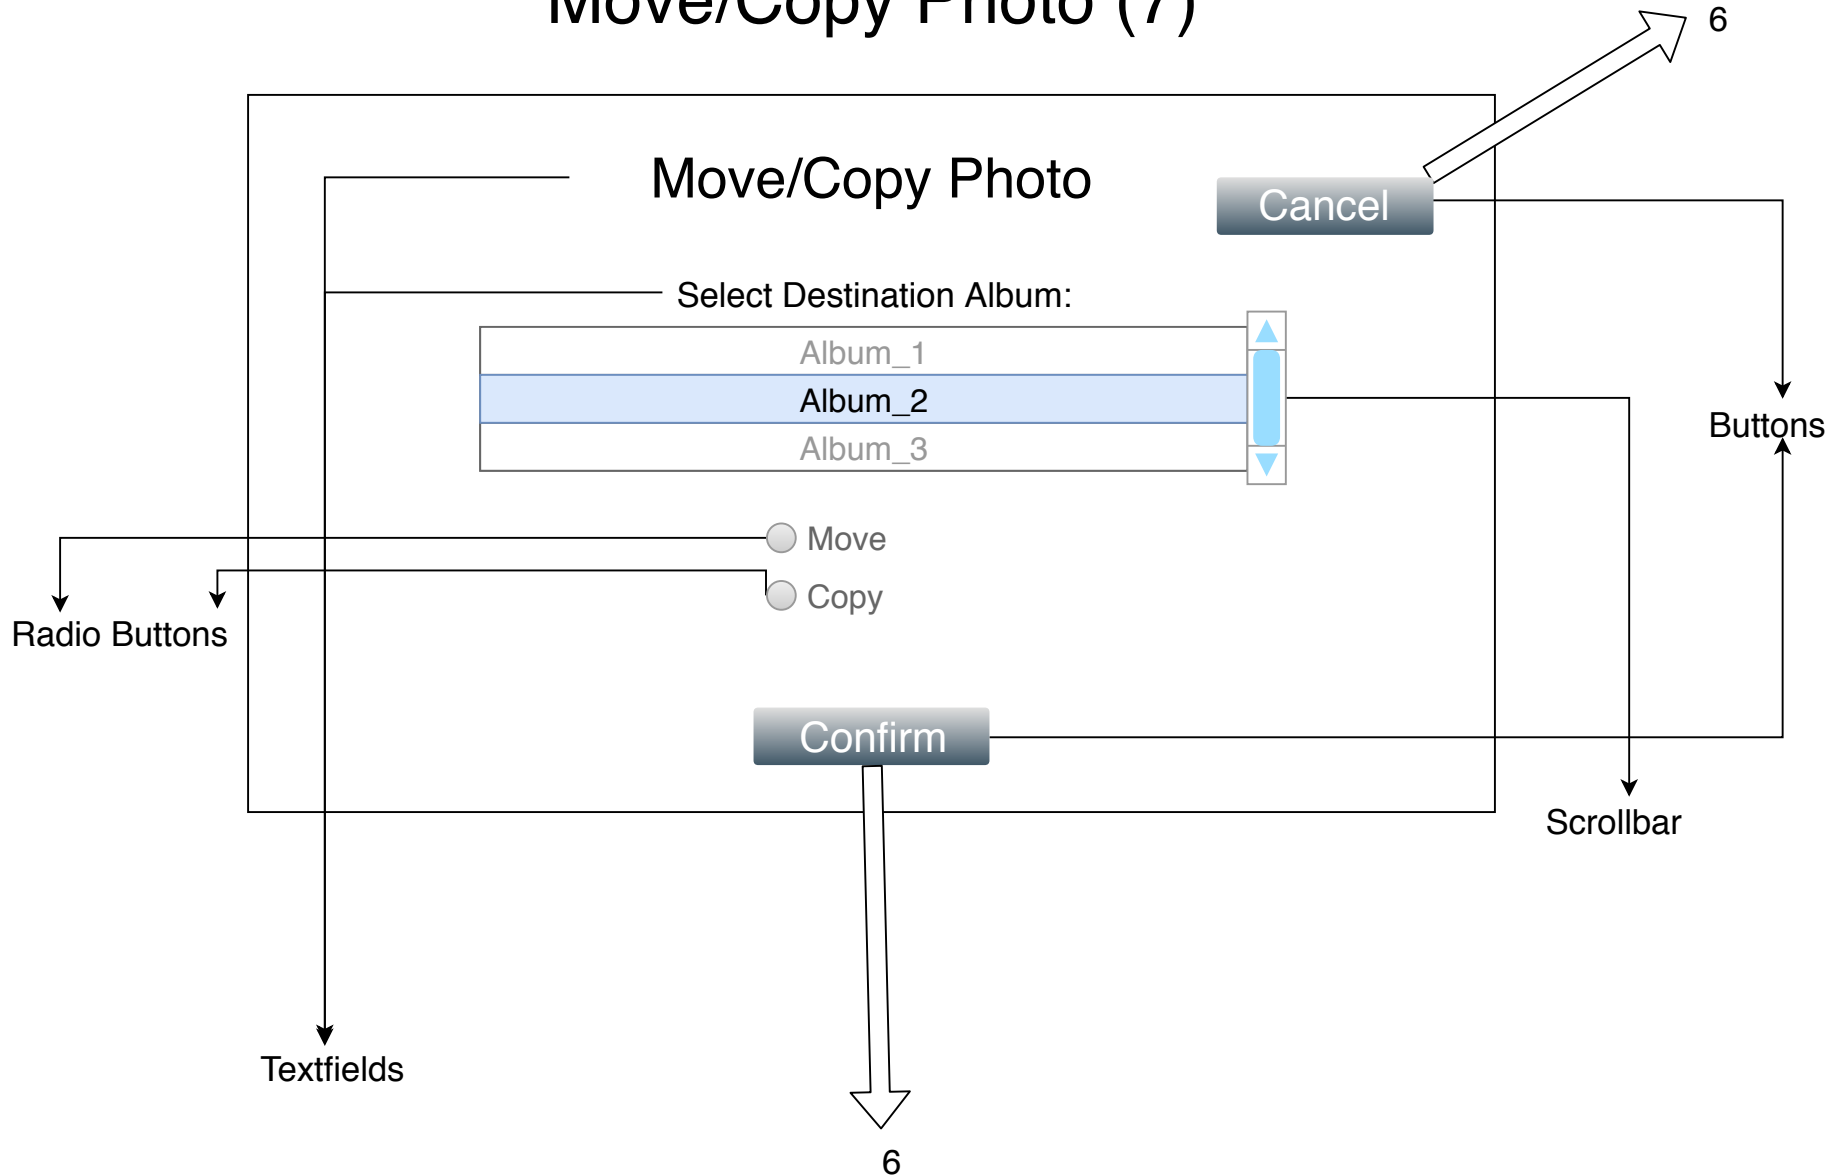 Move/Copy Photo (7)
6
Move/Copy Photo
Cancel
Select Destination Album:
Album_1
Album_2
Album_3
Buttons
Move
Copy
Radio Buttons
Confirm
Scrollbar
Textfields
6